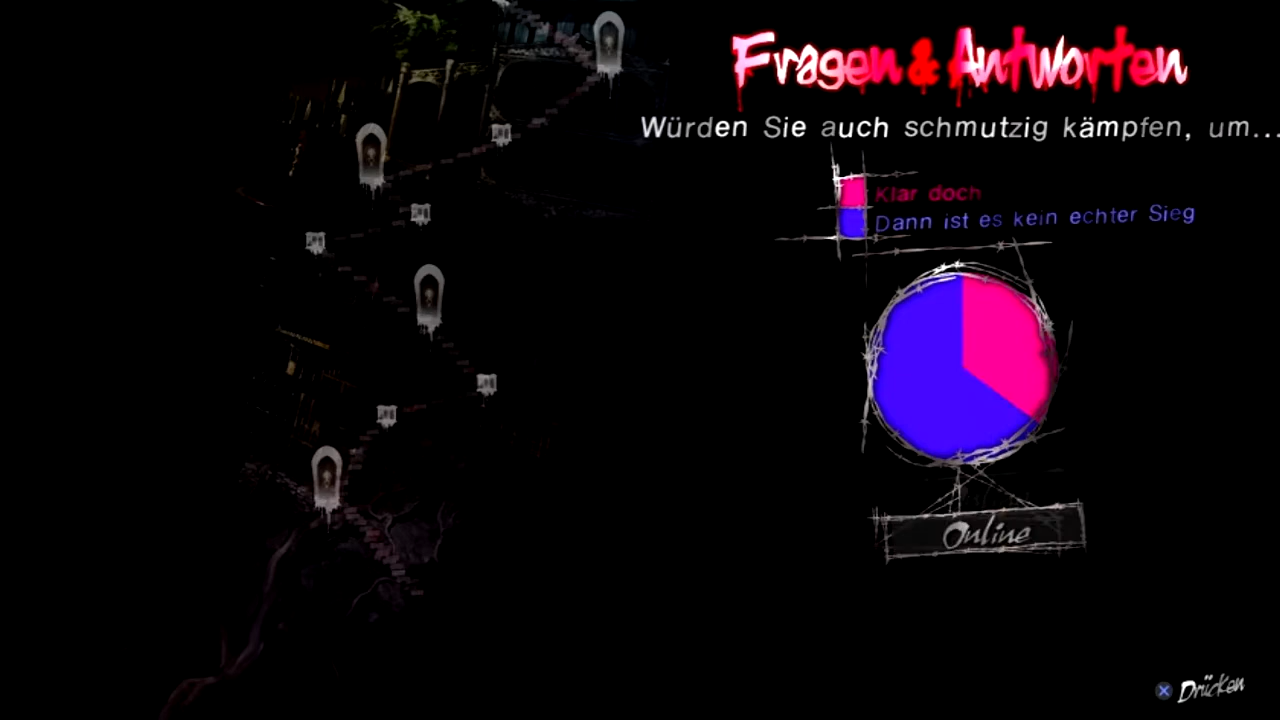 Fragen & Antworten
Würden Sie auch schmutzig kämpfen, um...
Klar doch
Dann ist es kein echter Sieg
Online
Drücken